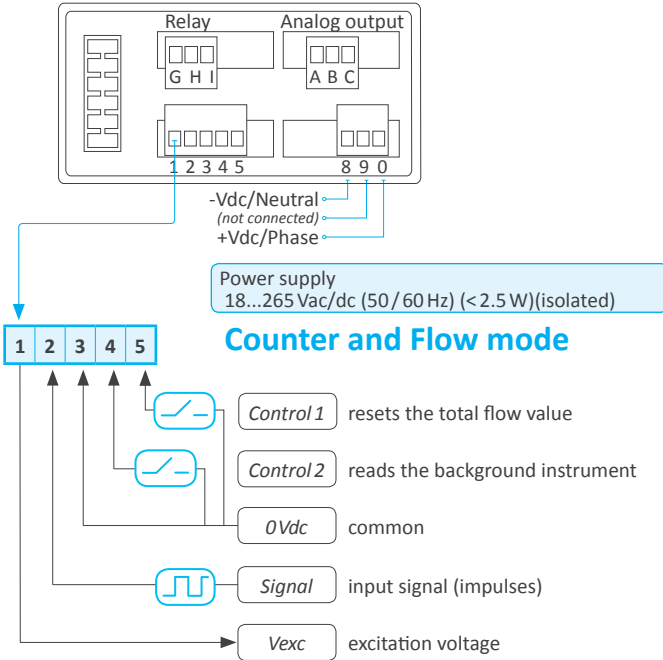 Relay
Analog output
G H I
A B C
1 2 3 4 5
8 9 0
-Vdc/Neutral
(not connected)
+Vdc/Phase
Power supply
18...265 Vac/dc (50/60 Hz) (<2.5 W)(isolated)
Counter and Flow mode
1 2 3 4 5
Control 1 resets the total flow value
Control 2 reads the background instrument
0Vdc common
Signal input signal (impulses)
Vexc excitation voltage